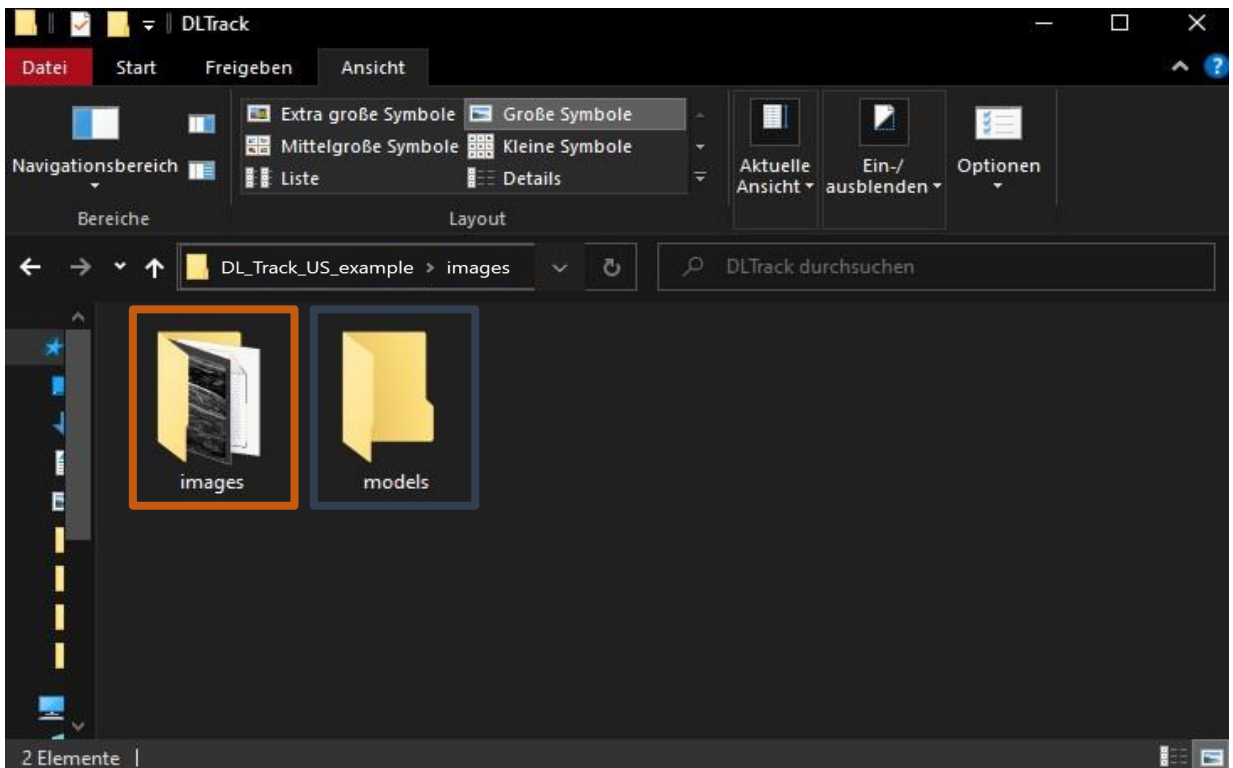 DLTrack
Datei Start Freigeben Ansicht
Extra große Symbole Große Symbole
Mittelgroße Symbole Kleine Symbole
Liste Details
Navigationsbereich
Aktuelle Ansicht
Ein-/ ausblenden
Optionen
Bereiche Layout
DL_Track_US_example > images
DLTrack durchsuchen
images models
2 Elemente